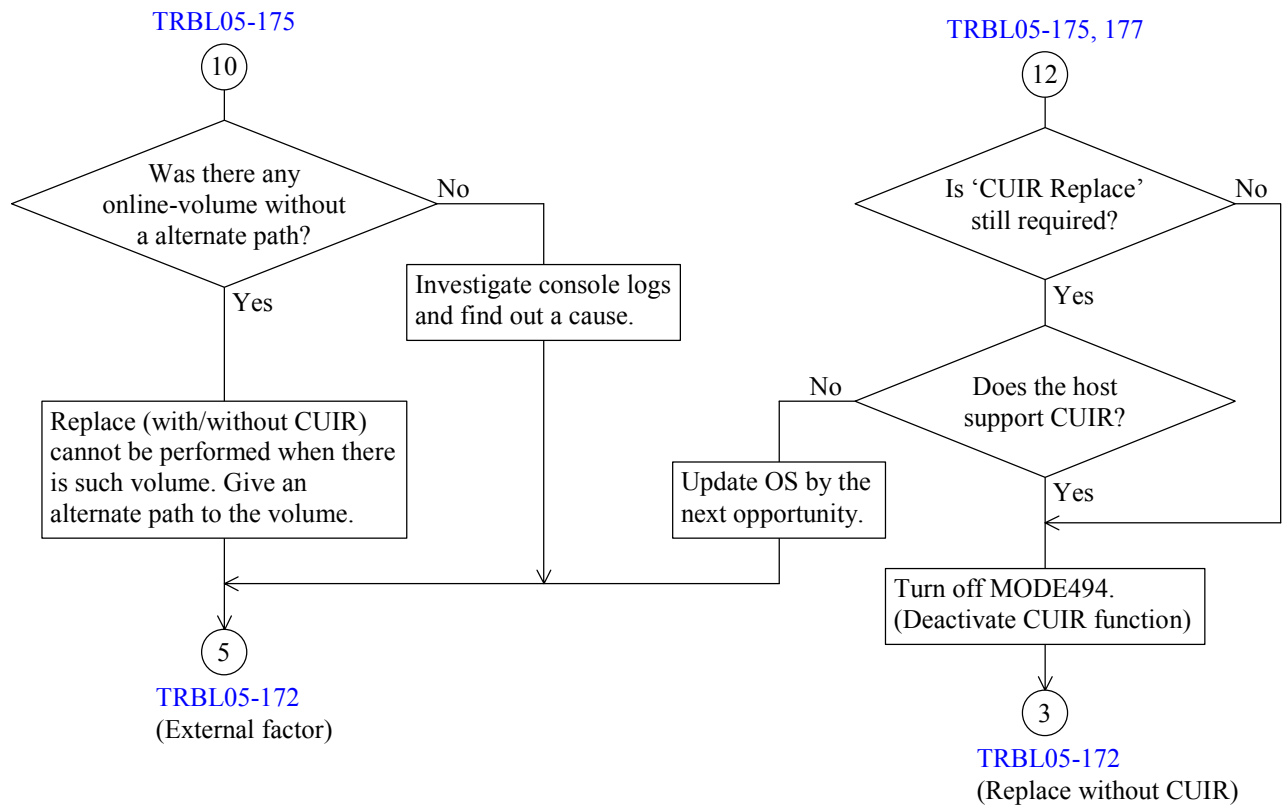 TRBL05-175
10
Was there any
online-volume without
a alternate path?
No
Yes
Investigate console logs
and find out a cause.
Replace (with/without CUIR)
cannot be performed when there
is such volume. Give an
alternate path to the volume.
5
TRBL05-172
(External factor)
TRBL05-175, 177
12
Is ‘CUIR Replace’
still required?
No
Yes
Does the host
support CUIR?
No
Yes
Update OS by the
next opportunity.
Turn off MODE494.
(Deactivate CUIR function)
3
TRBL05-172
(Replace without CUIR)